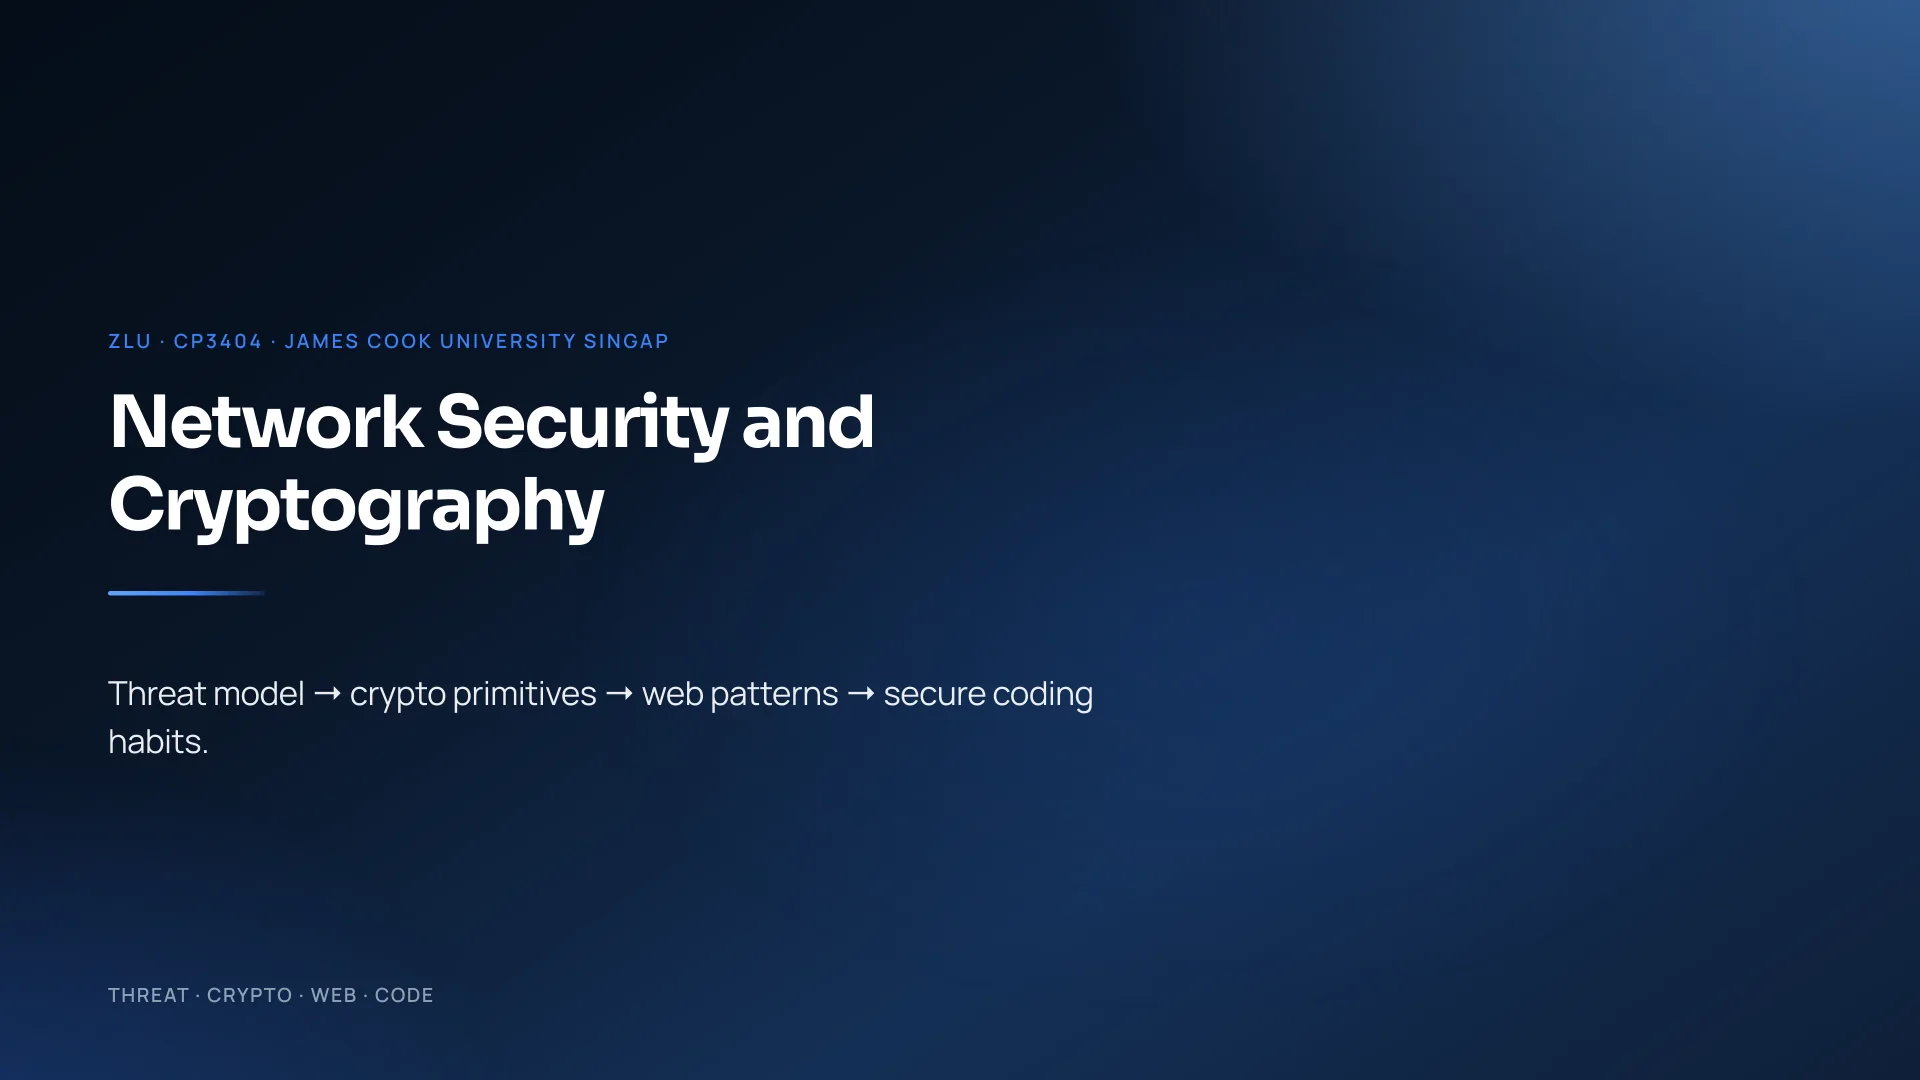 ZLU · CP3404 · JAMES COOK UNIVERSITY SINGAP
Network Security and
Cryptography
Threat model → crypto primitives → web patterns → secure coding
habits.
THREAT · CRYPTO · WEB · CODE